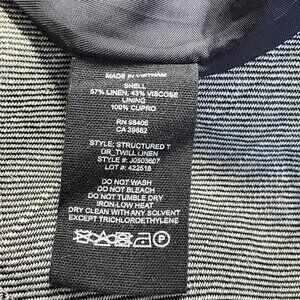 MADE IN VIETNAM
SHELL
57% LINEN, 43% VISCOSE
LINING
100% CUPRO
RN 98406
CA 39882
STYLE: STRUCTURED T
DR_TWILL LINEN
STYLE #: J0503607
LOT #: 422518
DO NOT WASH
DO NOT BLEACH
DO NOT TUMBLE DRY
IRON-LOW HEAT
DRY CLEAN WITH ANY SOLVENT
EXCEPT TRICHLOROETHYLENE
P